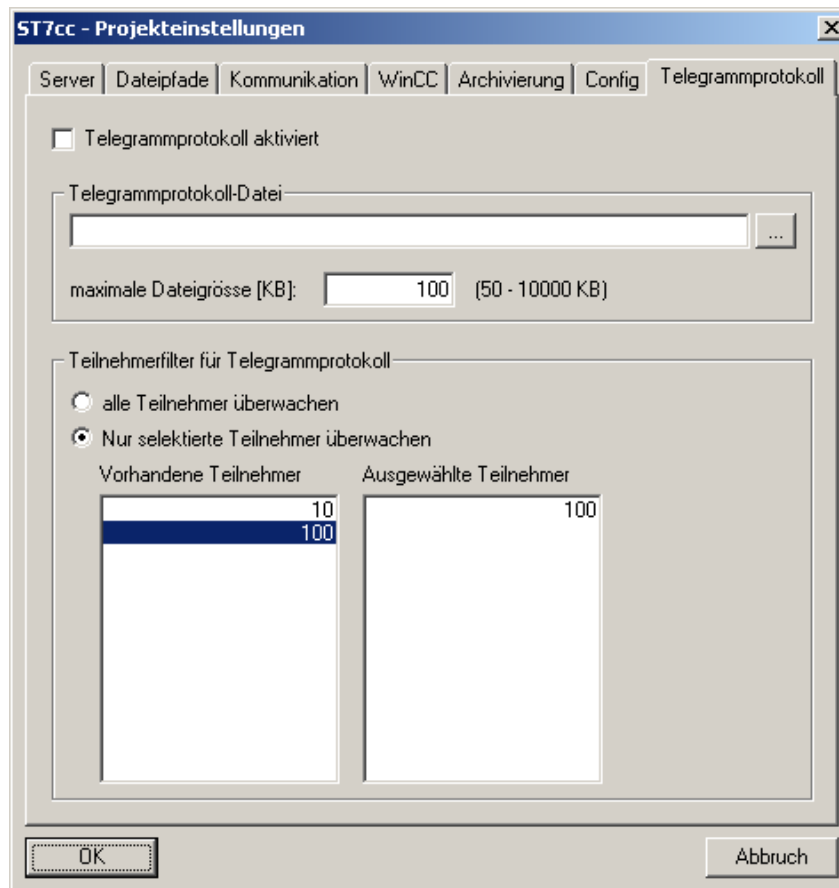 ST7cc - Projekteinstellungen
Server Dateipfade Kommunikation WinCC Archivierung Config Telegrammprotokoll
Telegrammprotokoll aktiviert
Telegrammprotokoll-Datei
...
maximale Dateigrösse [KB]: 100 (50 - 10000 KB)
Teilnehmerfilter für Telegrammprotokoll
alle Teilnehmer überwachen
Nur selektierte Teilnehmer überwachen
Vorhandene Teilnehmer Ausgewählte Teilnehmer
10 100
100
OK Abbruch